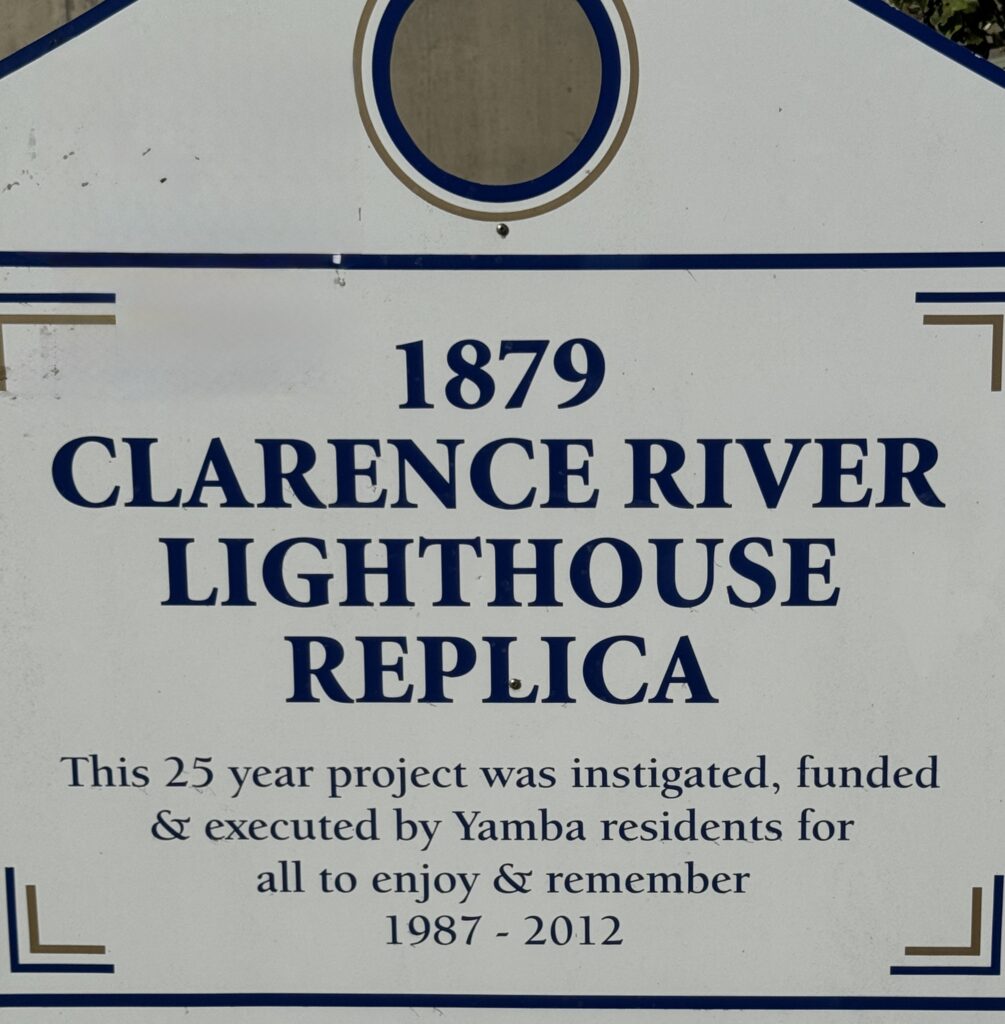 1879
CLARENCE RIVER
LIGHTHOUSE
REPLICA
This 25 year project was instigated, funded
& executed by Yamba residents for
all to enjoy & remember
1987 - 2012